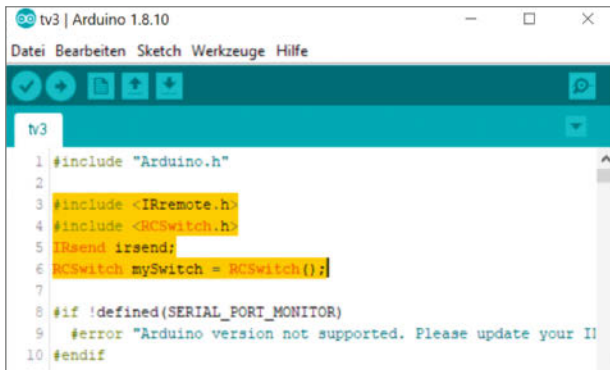 tv3 | Arduino 1.8.10
Datei Bearbeiten Sketch Werkzeuge Hilfe
tv3
1 #include "Arduino.h"
2
3 #include <IRremote.h>
4 #include <RCSwitch.h>
5 IRsend irsend;
6 RCSwitch mySwitch = RCSwitch();
7
8 #if !defined(SERIAL_PORT_MONITOR)
9 #error "Arduino version not supported. Please update your
10 #endif